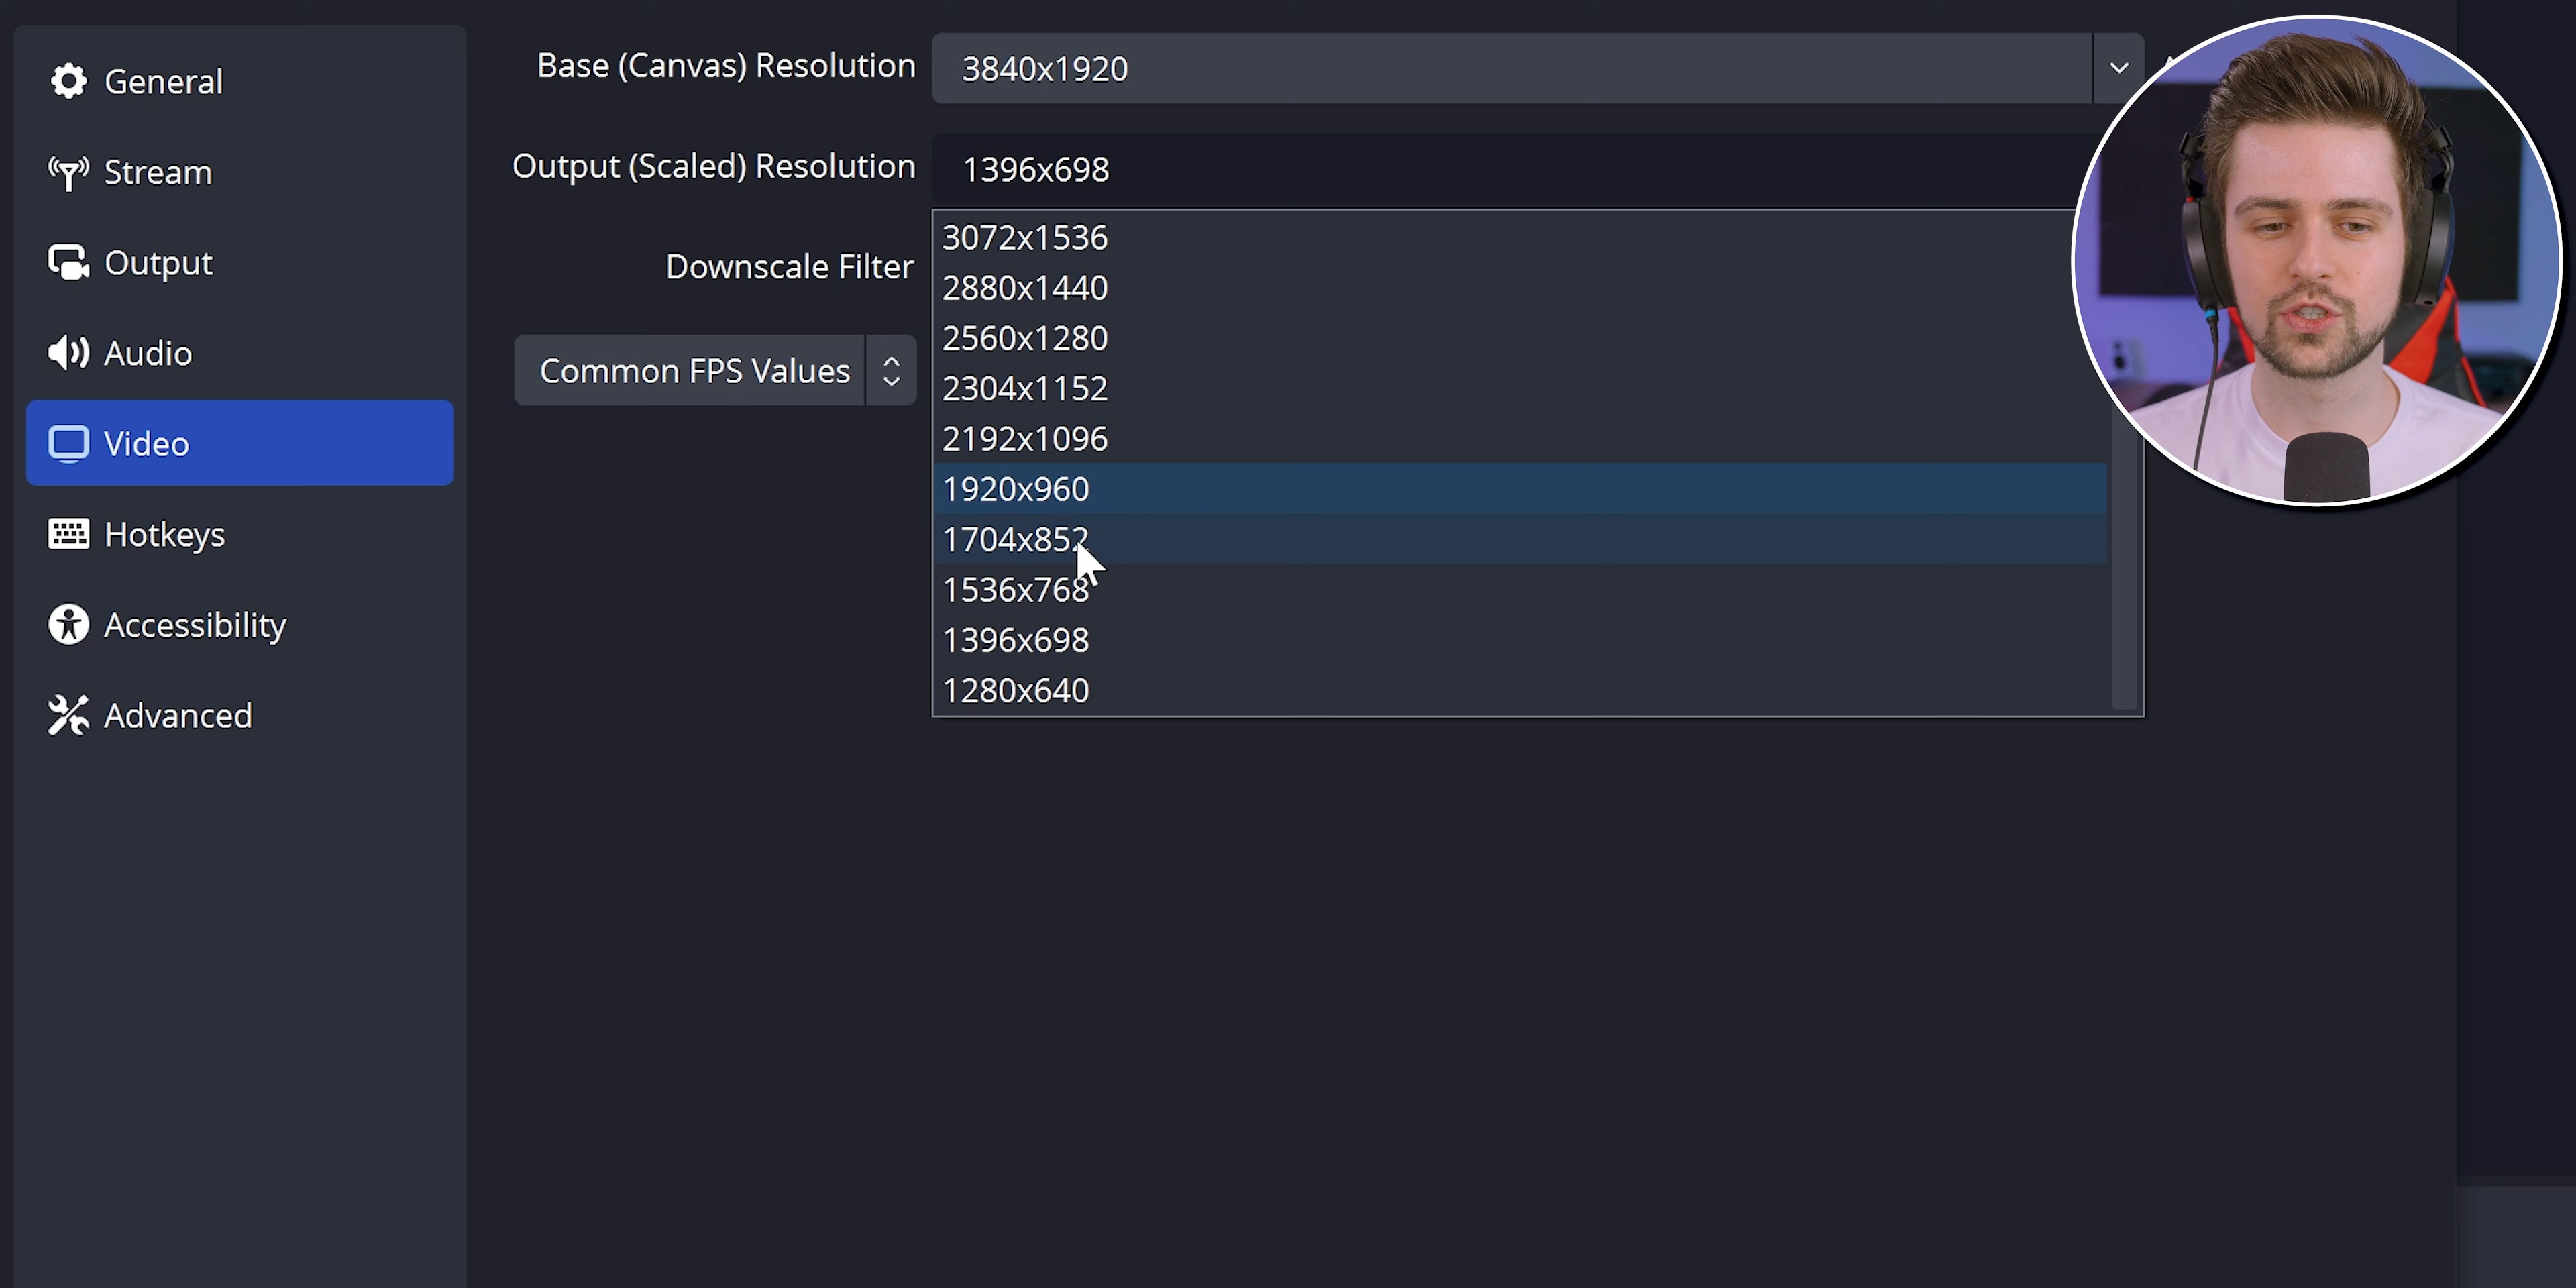 General
Stream
Output
Audio
Video
Hotkeys
Accessibility
Advanced
Base (Canvas) Resolution
3840x1920
Output (Scaled) Resolution
1396x698
Downscale Filter
Common FPS Values
3072x1536
2880x1440
2560x1280
2304x1152
2192x1096
1920x960
1704x852
1536x768
1396x698
1280x640